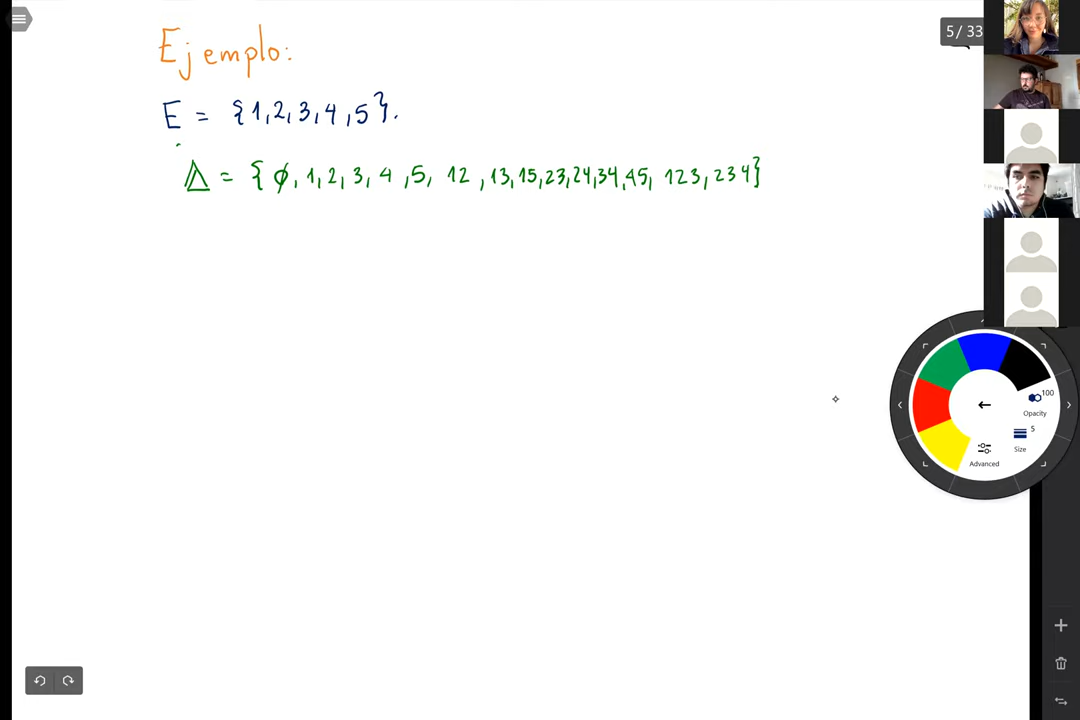 5 / 33
Ejemplo:
E = {1,2,3,4,5}.
Δ = {∅, 1, 2, 3, 4, 5, 12, 13, 15, 23, 24, 34, 45, 123, 234}
100
Opacity
5
Size
Advanced